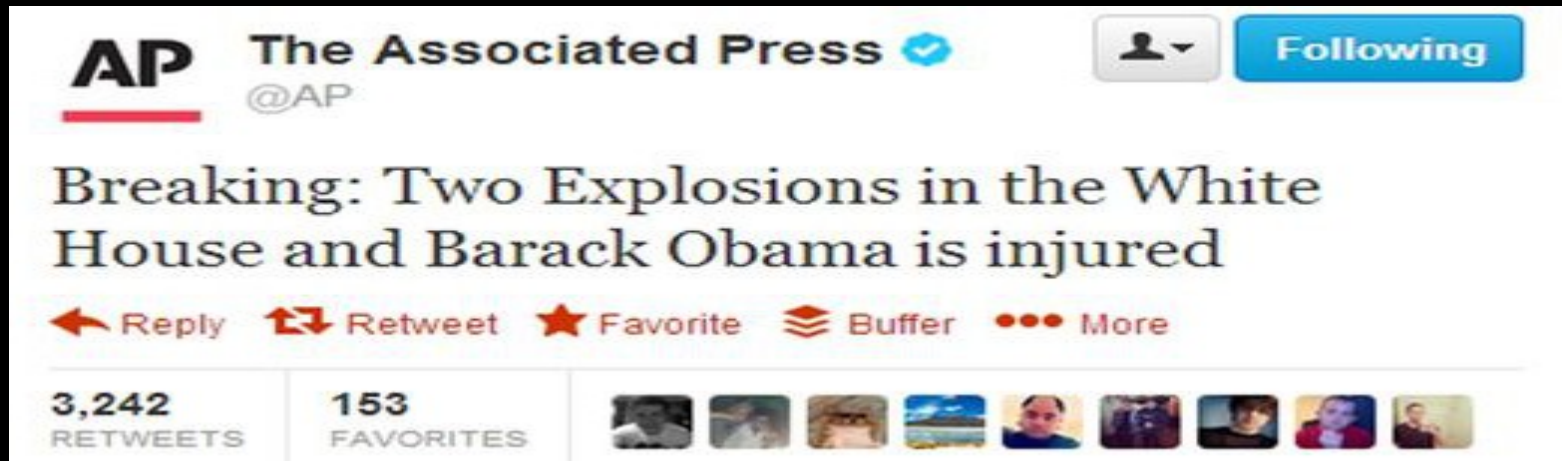 AP The Associated Press
@AP
Following
Breaking: Two Explosions in the White
House and Barack Obama is injured
Reply Retweet Favorite Buffer More
3,242 153
RETWEETS FAVORITES